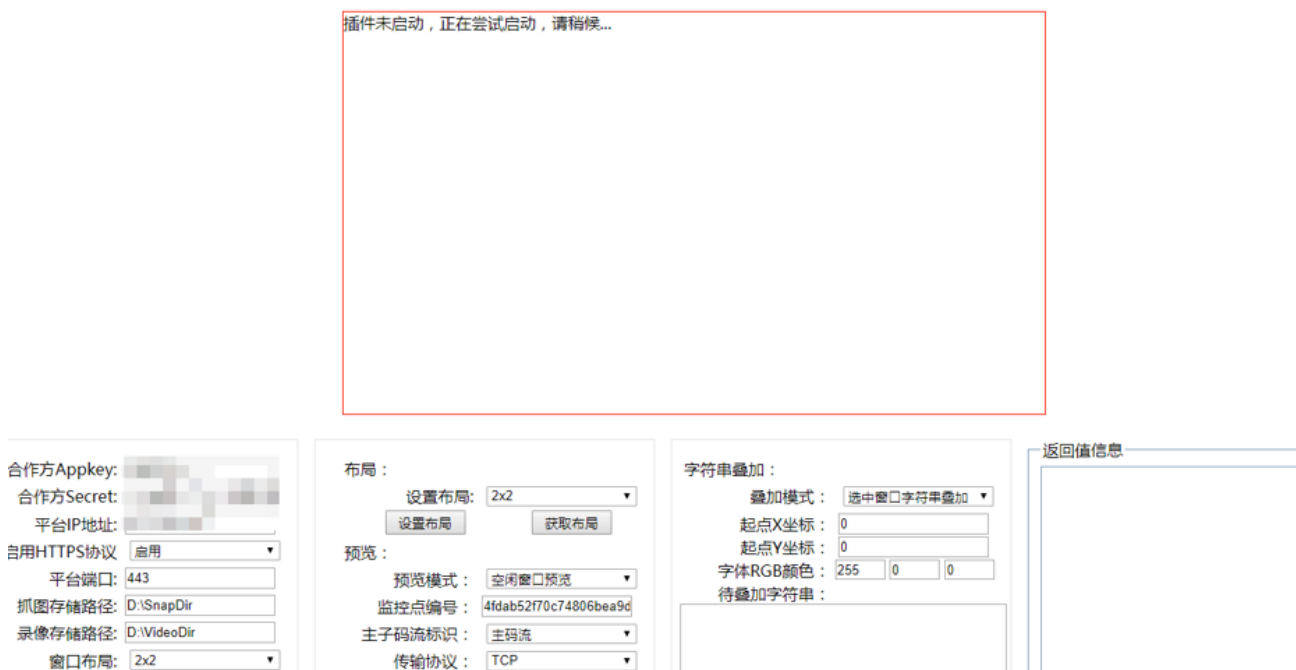 插件未启动，正在尝试启动，请稍候...
合作方Appkey:
合作方Secret:
平台IP地址:
启用HTTPS协议 启用
平台端口: 443
抓图存储路径: D:\SnapDir
录像存储路径: D:\VideoDir
窗口布局: 2x2
布局：
设置布局: 2x2
设置布局 获取布局
预览：
预览模式： 空闲窗口预览
监控点编号： 4fdab52f70c74806bea9d
主子码流标识： 主码流
传输协议： TCP
字符串叠加：
叠加模式： 选中窗口字符串叠加
起点X坐标： 0
起点Y坐标： 0
字体RGB颜色： 255 0 0
待叠加字符串：
返回值信息